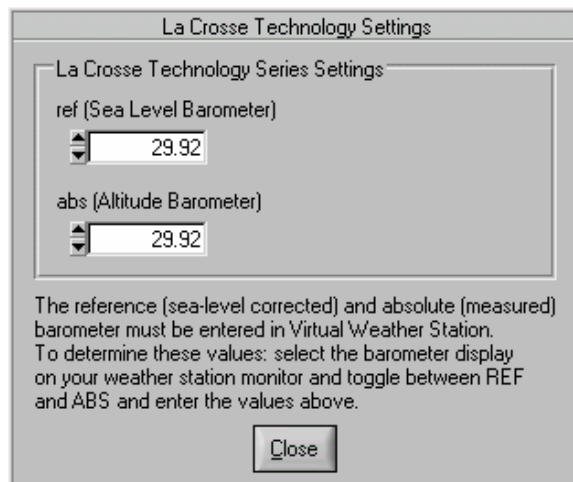 La Crosse Technology Settings
La Crosse Technology Series Settings
ref (Sea Level Barometer)
29.92
abs (Altitude Barometer)
29.92
The reference (sea-level corrected) and absolute (measured)
barometer must be entered in Virtual Weather Station.
To determine these values: select the barometer display
on your weather station monitor and toggle between REF
and ABS and enter the values above.
Close